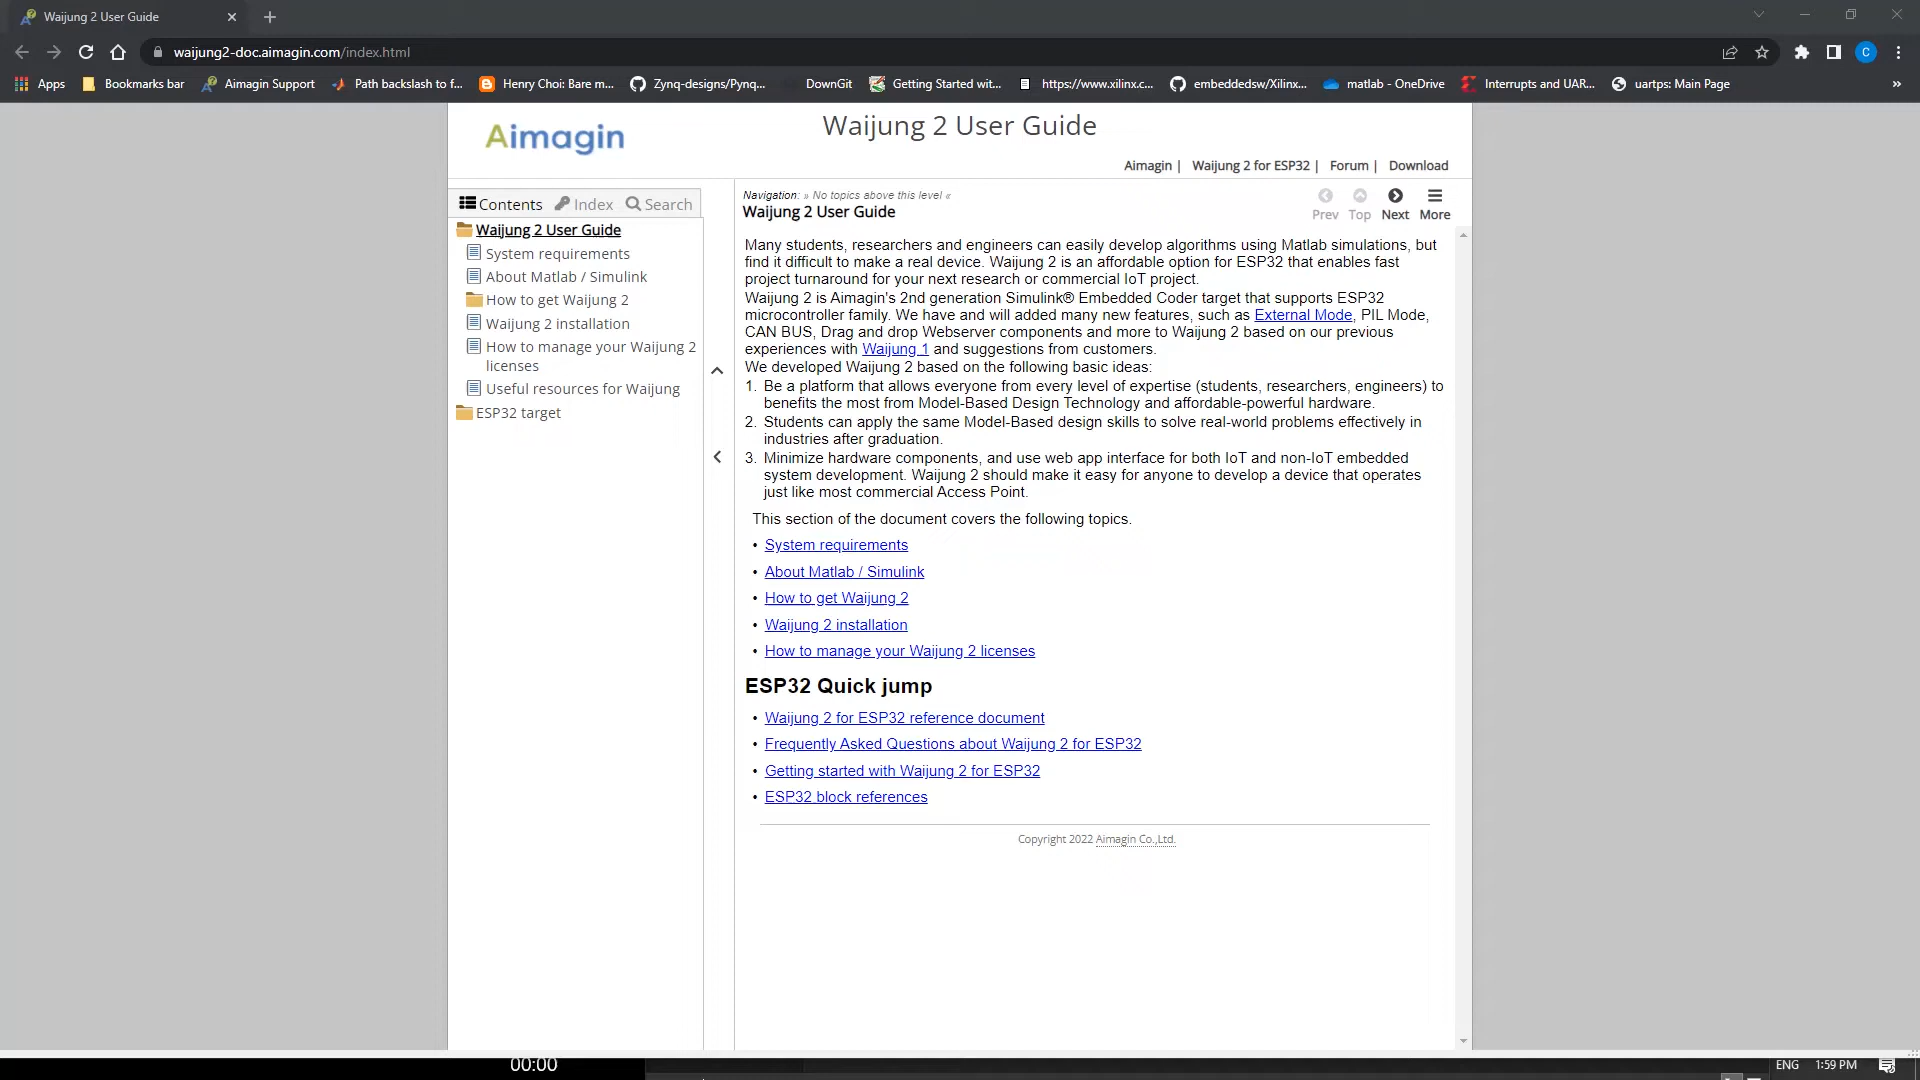 Waijung 2 User Guide
waijung2-doc.aimagin.com/index.html
C
Apps
Bookmarks bar
Aimagin Support
Path backslash to f...
Henry Choi: Bare m...
Zynq-designs/Pynq...
DownGit
Getting Started wit...
https://www.xilinx.c...
embeddedsw/Xilinx...
matlab - OneDrive
Interrupts and UAR...
uartps: Main Page
»
Aimagin
Waijung 2 User Guide
Aimagin | Waijung 2 for ESP32 | Forum | Download
Contents Index Search
Waijung 2 User Guide
System requirements
About Matlab / Simulink
How to get Waijung 2
Waijung 2 installation
How to manage your Waijung 2
licenses
Useful resources for Waijung
ESP32 target
Navigation: » No topics above this level «
Waijung 2 User Guide
Prev Top Next More
Many students, researchers and engineers can easily develop algorithms using Matlab simulations, but
find it difficult to make a real device. Waijung 2 is an affordable option for ESP32 that enables fast
project turnaround for your next research or commercial IoT project.
Waijung 2 is Aimagin's 2nd generation Simulink® Embedded Coder target that supports ESP32
microcontroller family. We have and will added many new features, such as External Mode, PIL Mode,
CAN BUS, Drag and drop Webserver components and more to Waijung 2 based on our previous
experiences with Waijung 1 and suggestions from customers.
We developed Waijung 2 based on the following basic ideas:
1. Be a platform that allows everyone from every level of expertise (students, researchers, engineers) to
benefits the most from Model-Based Design Technology and affordable-powerful hardware.
2. Students can apply the same Model-Based design skills to solve real-world problems effectively in
industries after graduation.
3. Minimize hardware components, and use web app interface for both IoT and non-IoT embedded
system development. Waijung 2 should make it easy for anyone to develop a device that operates
just like most commercial Access Point.
This section of the document covers the following topics.
• System requirements
• About Matlab / Simulink
• How to get Waijung 2
• Waijung 2 installation
• How to manage your Waijung 2 licenses
ESP32 Quick jump
• Waijung 2 for ESP32 reference document
• Frequently Asked Questions about Waijung 2 for ESP32
• Getting started with Waijung 2 for ESP32
• ESP32 block references
Copyright 2022 Aimagin Co.,Ltd.
00:00
ENG 1:59 PM